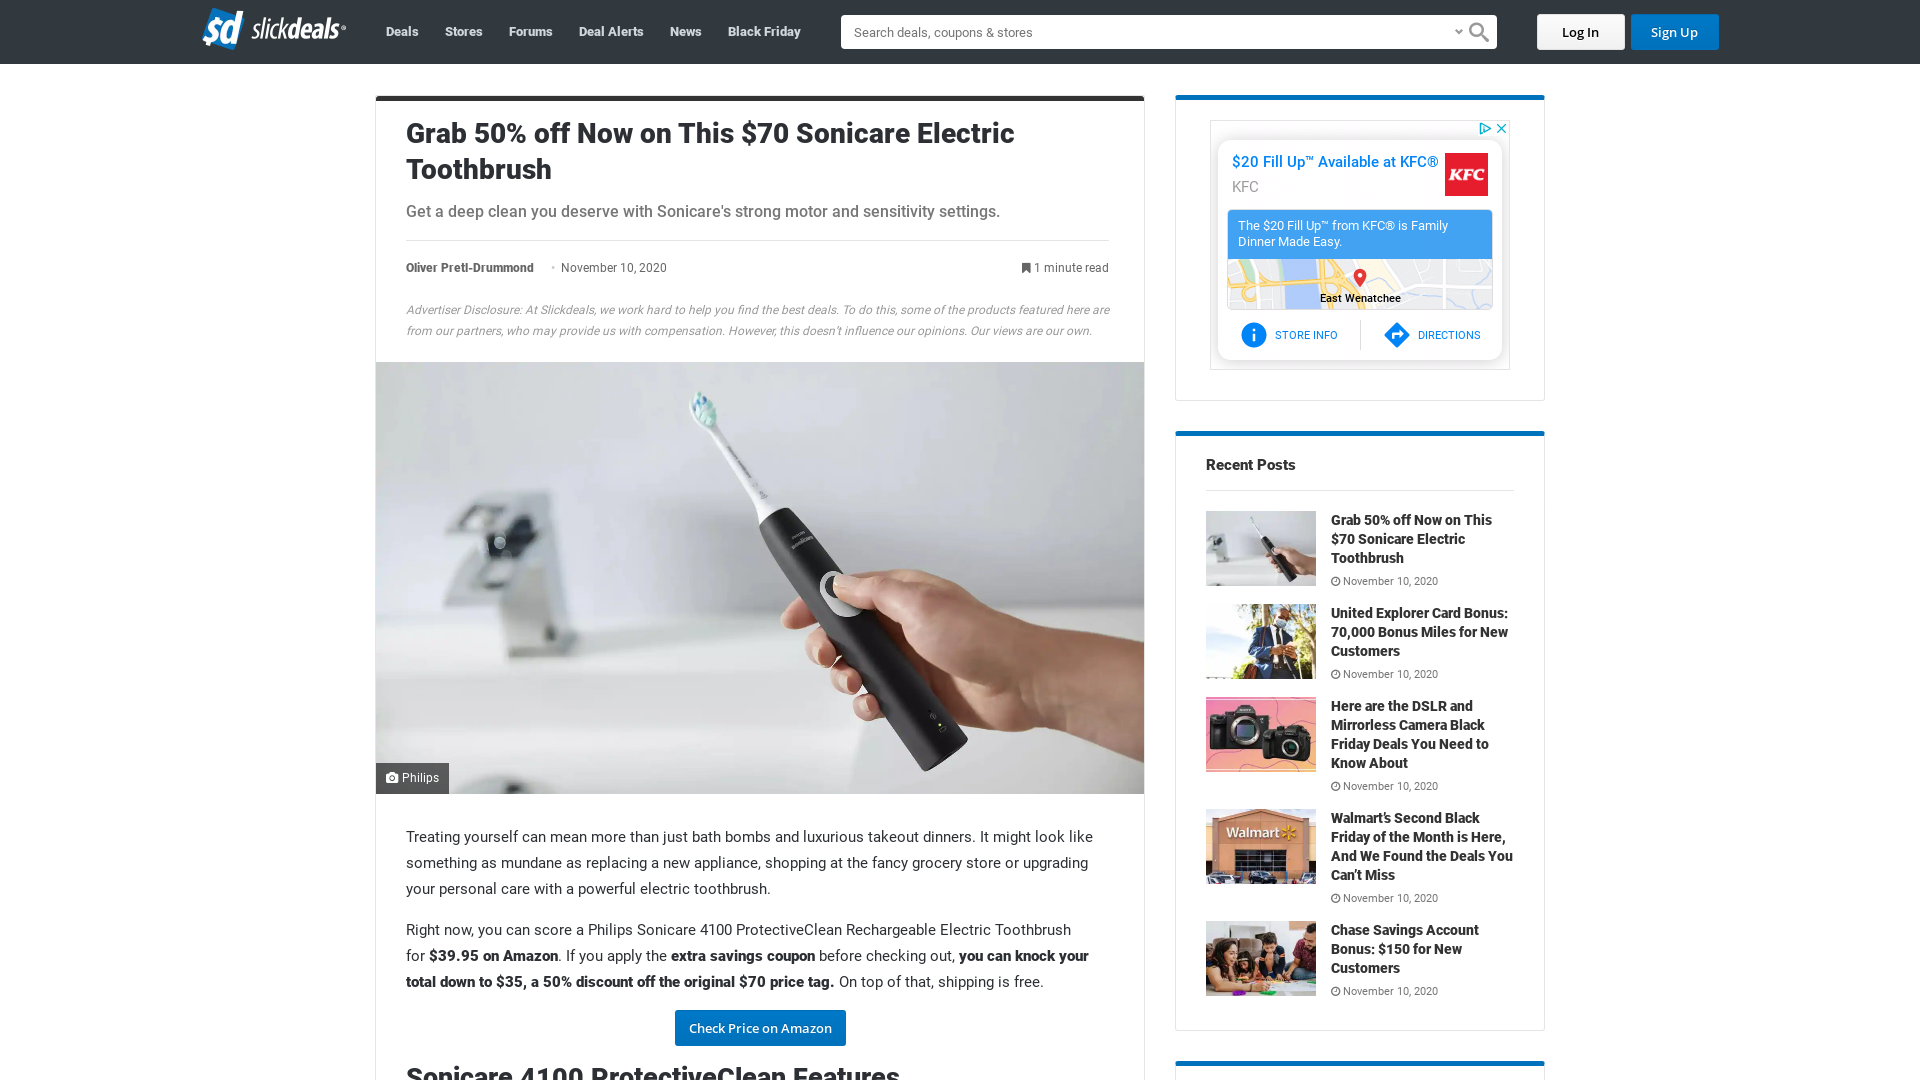 sd slickdeals
Deals
Stores
Forums
Deal Alerts
News
Black Friday
Search deals, coupons & stores
Log In
Sign Up
Grab 50% off Now on This $70 Sonicare Electric
Toothbrush
Get a deep clean you deserve with Sonicare's strong motor and sensitivity settings.
Oliver Pretl-Drummond
November 10, 2020
1 minute read
Advertiser Disclosure: At Slickdeals, we work hard to help you find the best deals. To do this, some of the products featured here are
from our partners, who may provide us with compensation. However, this doesn't influence our opinions. Our views are our own.
Philips
Treating yourself can mean more than just bath bombs and luxurious takeout dinners. It might look like
something as mundane as replacing a new appliance, shopping at the fancy grocery store or upgrading
your personal care with a powerful electric toothbrush.
Right now, you can score a Philips Sonicare 4100 ProtectiveClean Rechargeable Electric Toothbrush
for $39.95 on Amazon. If you apply the extra savings coupon before checking out, you can knock your
total down to $35, a 50% discount off the original $70 price tag. On top of that, shipping is free.
Check Price on Amazon
Sonicare 4100 ProtectiveClean Features
$20 Fill Up™ Available at KFC®
KFC
KFC
The $20 Fill Up™ from KFC® is Family
Dinner Made Easy.
East Wenatchee
STORE INFO
DIRECTIONS
Recent Posts
Grab 50% off Now on This
$70 Sonicare Electric
Toothbrush
November 10, 2020
United Explorer Card Bonus:
70,000 Bonus Miles for New
Customers
November 10, 2020
Here are the DSLR and
Mirrorless Camera Black
Friday Deals You Need to
Know About
November 10, 2020
Walmart
Walmart's Second Black
Friday of the Month is Here,
And We Found the Deals You
Can't Miss
November 10, 2020
Chase Savings Account
Bonus: $150 for New
Customers
November 10, 2020